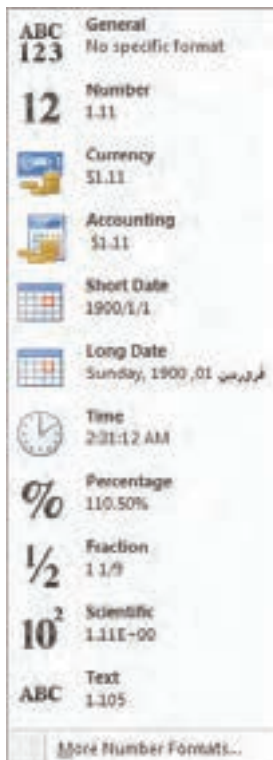 ABC
123
General
No specific format
12
Number
1.11
Currency
$1.11
Accounting
$1.11
Short Date
1900/1/1
Long Date
Sunday, 1900 ,01 فروردين
Time
2:31:12 AM
%
Percentage
110.50%
½
Fraction
1 1/9
10²
Scientific
1.11E+00
ABC
Text
1.105
More Number Formats...